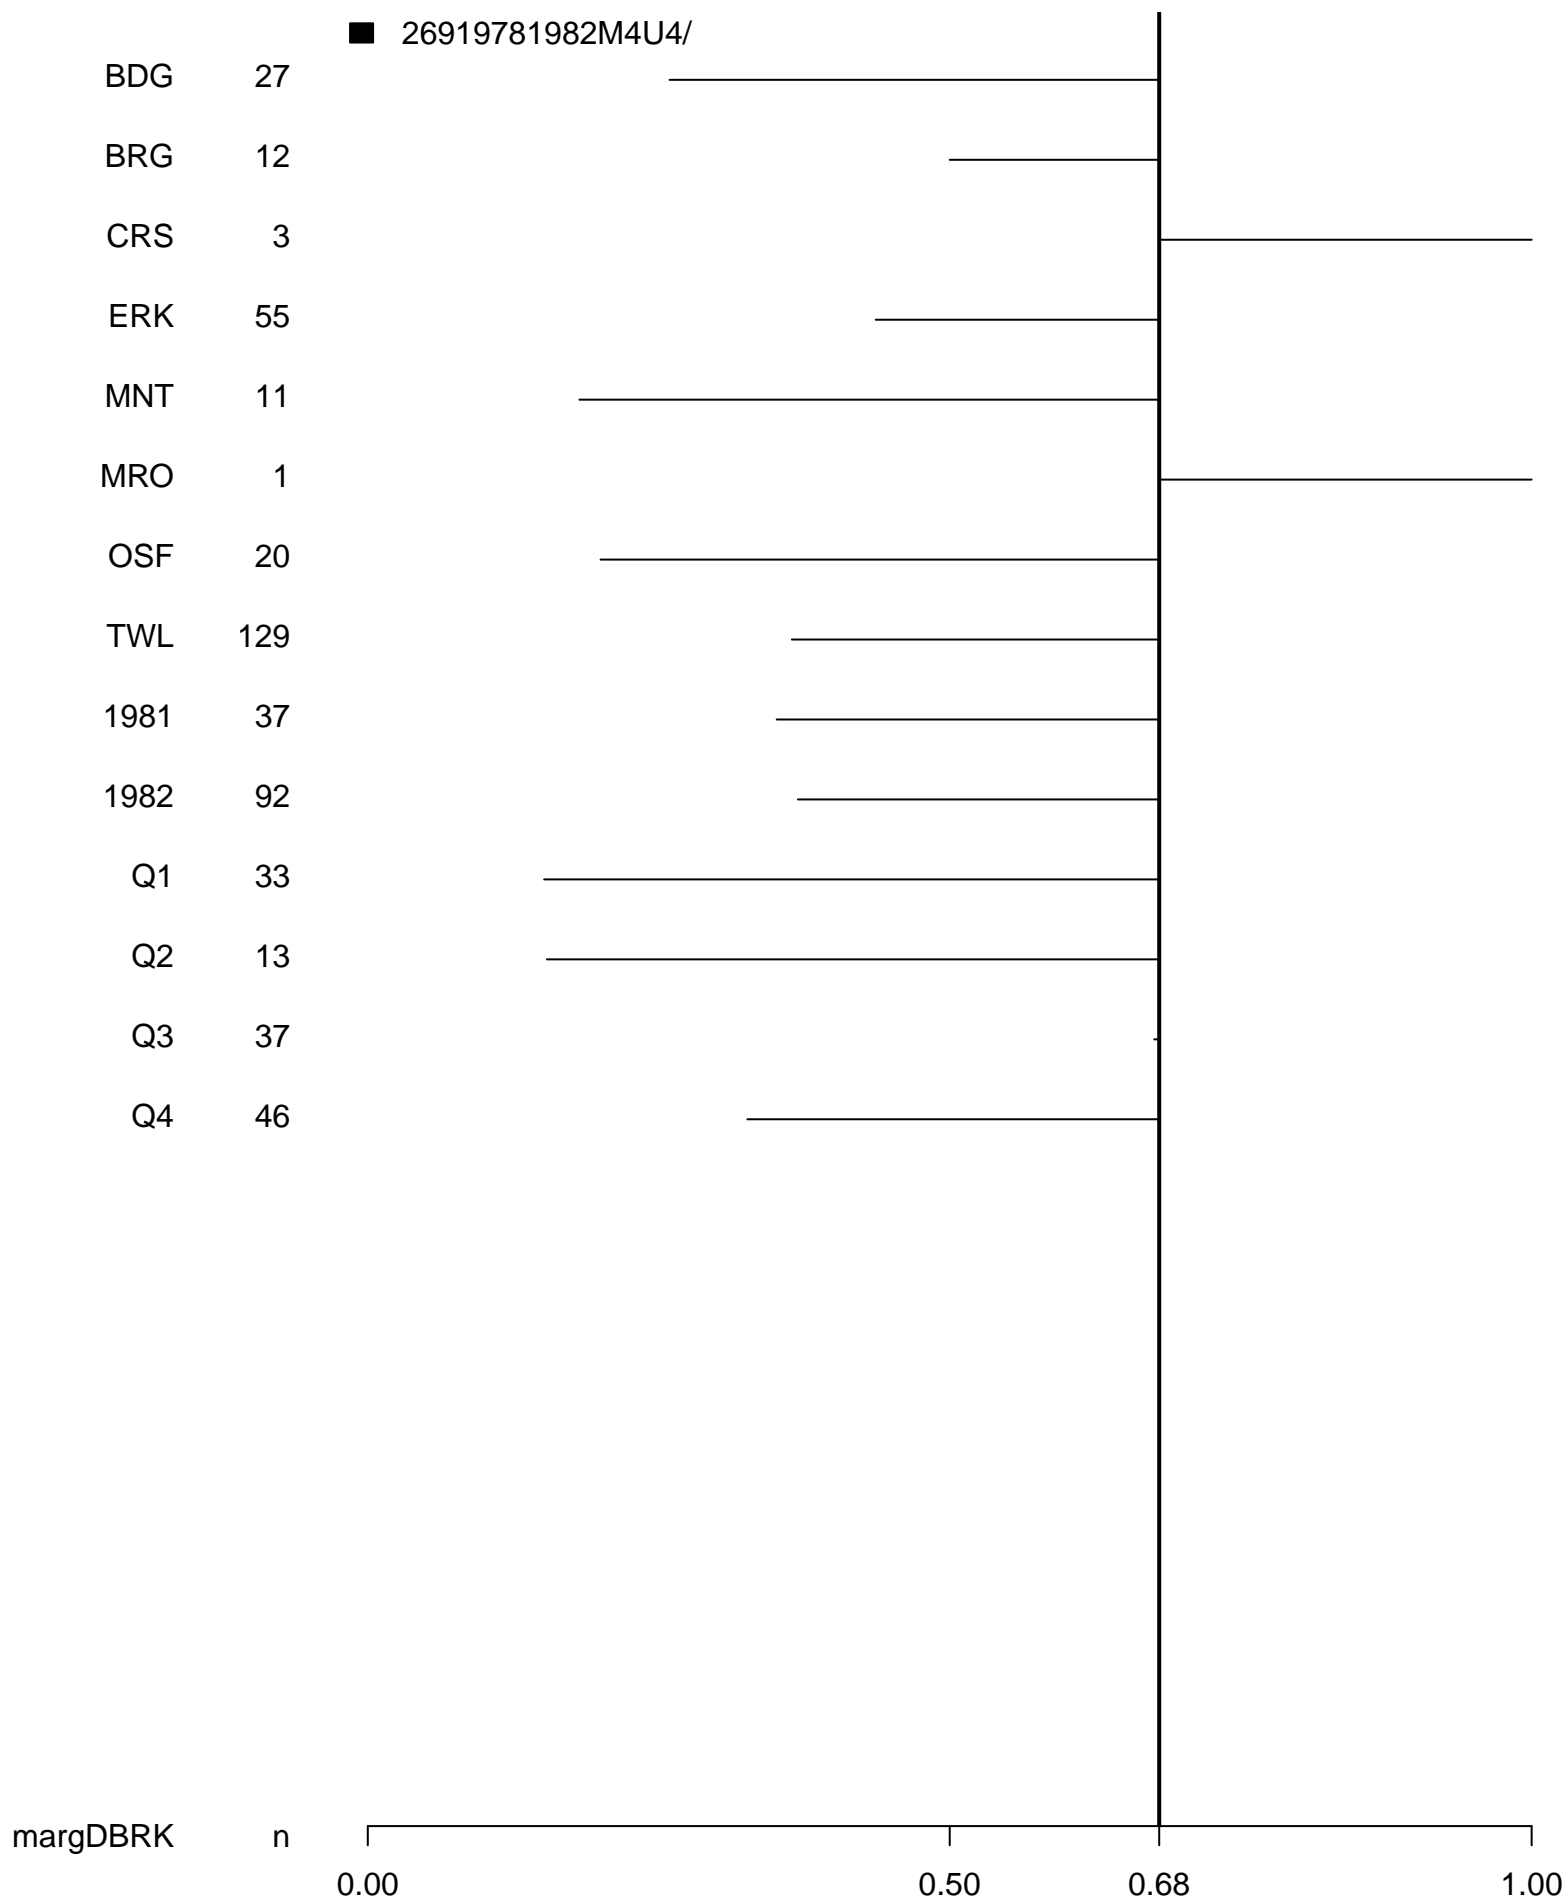 26919781982M4U4/
BDG 27
BRG 12
CRS 3
ERK 55
MNT 11
MRO 1
OSF 20
TWL 129
1981 37
1982 92
Q1 33
Q2 13
Q3 37
Q4 46
margDBRK n
0.00 0.50 0.68 1.00